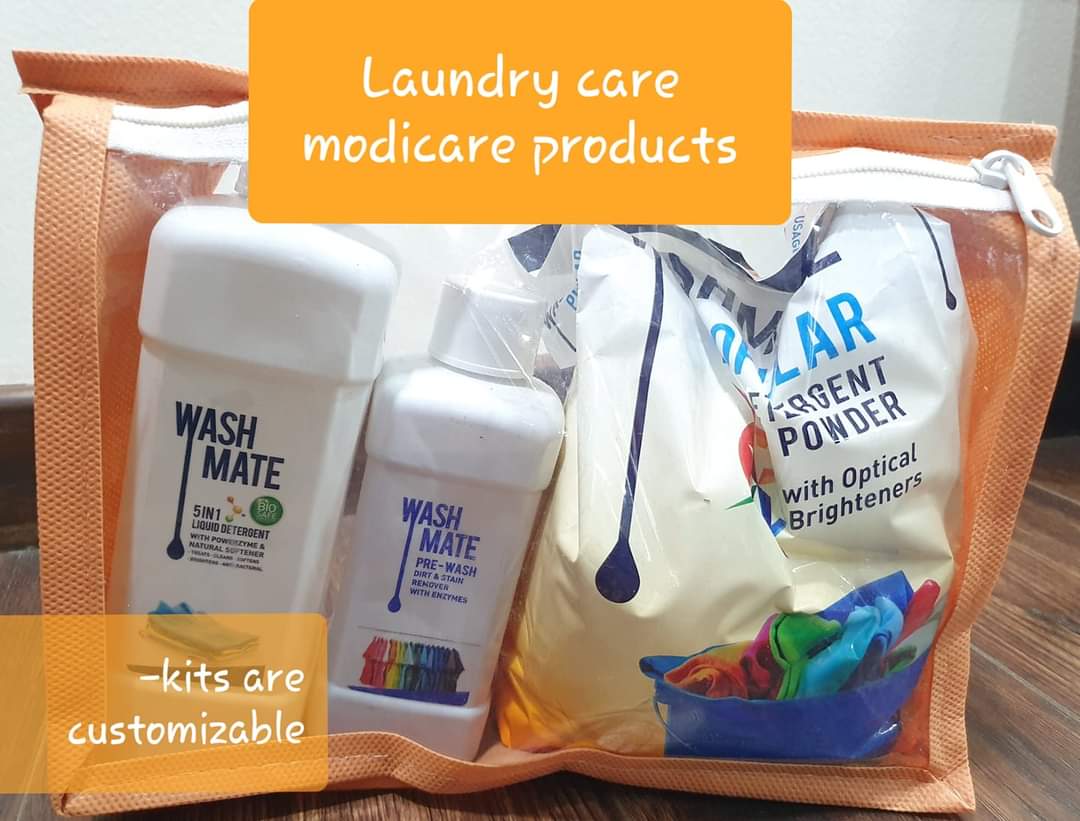 Laundry care
modicare products
WASH
MATE
5IN1
LIQUID DETERGENT
WITH POWERZYME &
NATURAL SOFTENER
BIO
SAFE
WASH
MATE
PRE-WASH
DIRT & STAIN
REMOVER
WITH ENZYMES
POWDER
with Optical
Brighteners
-kits are
customizable